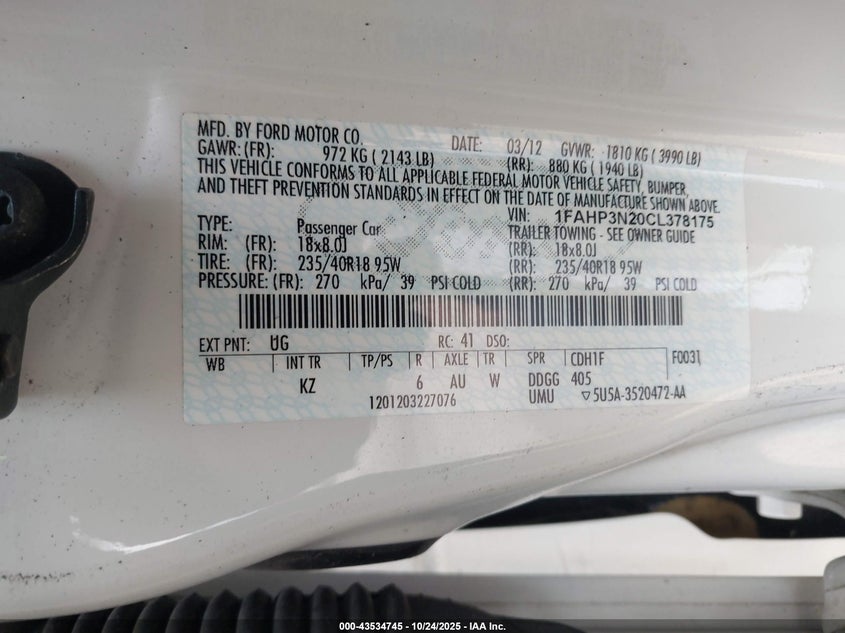 MFD. BY FORD MOTOR CO. DATE: 03/12 GVWR: 1810 KG ( 3990 LB)
GAWR: (FR): 972 KG ( 2143 LB) (RR): 880 KG ( 1940 LB)
THIS VEHICLE CONFORMS TO ALL APPLICABLE FEDERAL MOTOR VEHICLE SAFETY, BUMPER,
AND THEFT PREVENTION STANDARDS IN EFFECT ON THE DATE OF MANUFACTURE SHOWN ABOVE.
VIN: 1FAHP3N20CL378175
TYPE: Passenger Car TRAILER TOWING - SEE OWNER GUIDE
RIM: (FR): 18x8.0J (RR): 18x8.0J
TIRE: (FR): 235/40R18 95W (RR): 235/40R18 95W
PRESSURE: (FR): 270 kPa/ 39 PSI COLD (RR): 270 kPa/ 39 PSI COLD
EXT PNT: UG RC: 41 DSO:
WB INT TR TP/PS R AXLE TR SPR CDH1F F0031
KZ 6 AU W DDGG 405
1201203227076 UMU ▽5U5A-3520472-AA
000-43534745 - 10/24/2025 - IAA Inc.